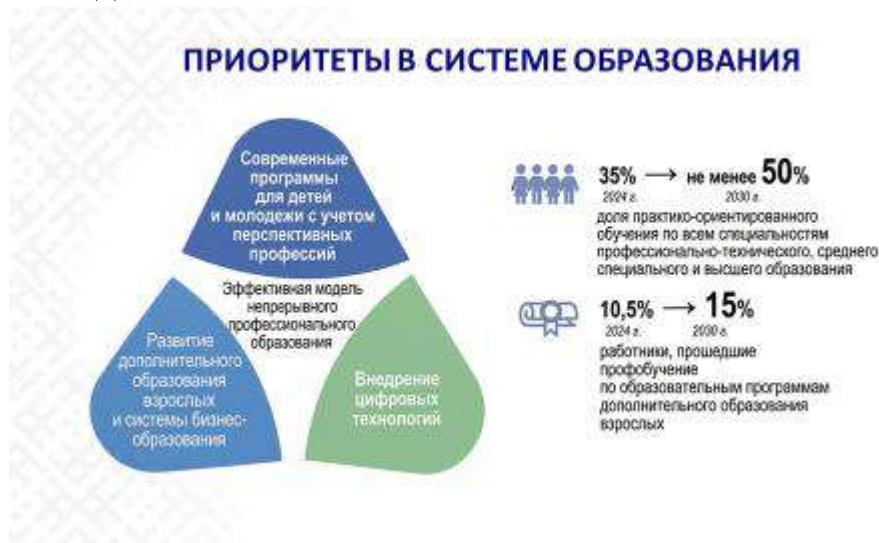 ПРИОРИТЕТЫ В СИСТЕМЕ ОБРАЗОВАНИЯ
Современные
программы
для детей
и молодежи с учетом
перспективных
профессий
Эффективная модель
непрерывного
профессионального
образования
Развитие
дополнительного
образования
взрослых
и системы бизнес-
образования
Внедрение
цифровых
технологий
35% → не менее 50%
2024 г. 2030 г.
доля практико-ориентированного
обучения по всем специальностям
профессионально-технического, среднего
специального и высшего образования
10,5% → 15%
2024 г. 2030 г.
работники, прошедшие
профобучение
по образовательным программам
дополнительного образования
взрослых